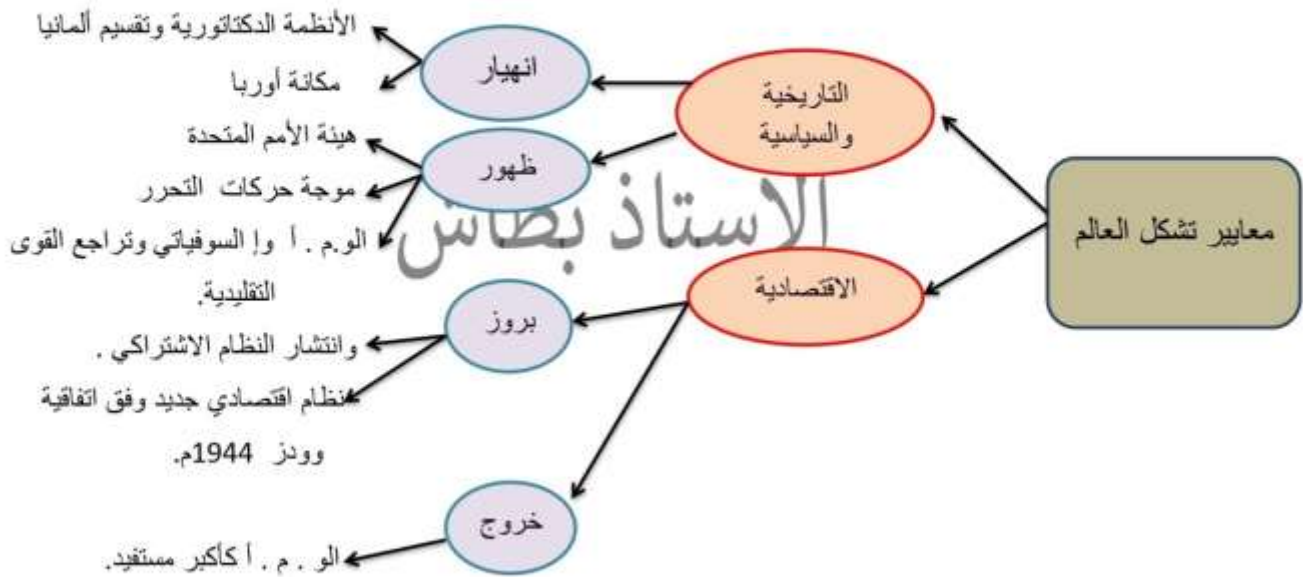 معايير تشكل العالم
التاريخية
والسياسية
انهيار
الأنظمة الدكتاتورية وتقسيم ألمانيا
مكانة أوربا
ظهور
هيئة الأمم المتحدة
موجة حركات التحرر
الو.م . أ وإ السوفياتي وتراجع القوى
التقليدية.
الاستاذ بطاش
الاقتصادية
بروز
وانتشار النظام الاشتراكي .
نظام اقتصادي جديد وفق اتفاقية
وودز 1944م.
خروج
الو . م . أ كأكبر مستفيد.